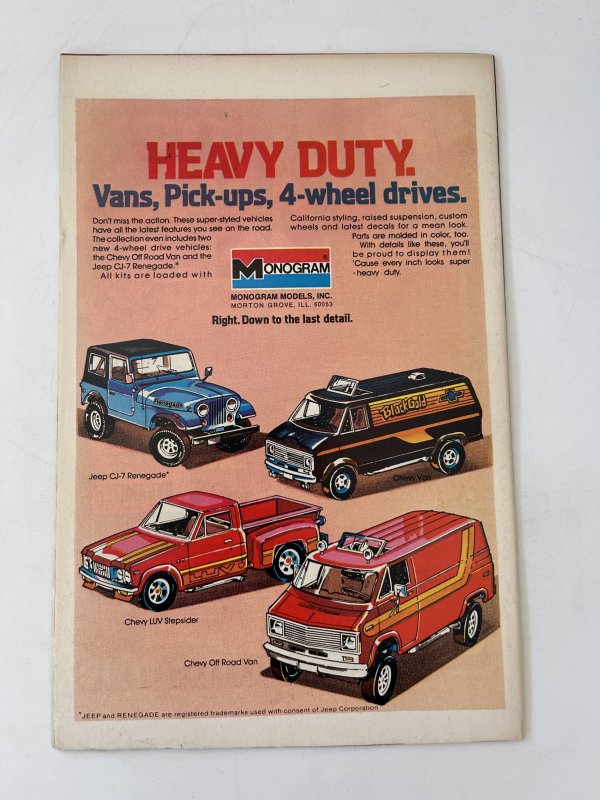 HEAVY DUTY.
Vans, Pick-ups, 4-wheel drives.
Don't miss the action. These super-styled vehicles
have all the latest features you see on the road.
The collection even includes two
new 4-wheel drive vehicles:
the Chevy Off Road Van and the
Jeep CJ-7 Renegade.*
All kits are loaded with
California styling, raised suspension, custom
wheels and latest decals for a mean look.
Parts are molded in color, too.
With details like these, you'll
be proud to display them!
'Cause every inch looks super
-heavy duty.
MONOGRAM®
MONOGRAM MODELS, INC.
MORTON GROVE, ILL. 60053
Right. Down to the last detail.
Renegade
Jeep CJ-7 Renegade*
BlackGold
Chevy Van
LUV
Chevy LUV Stepsider
Chevy Off Road Van
*JEEP and RENEGADE are registered trademarks used with consent of Jeep Corporation